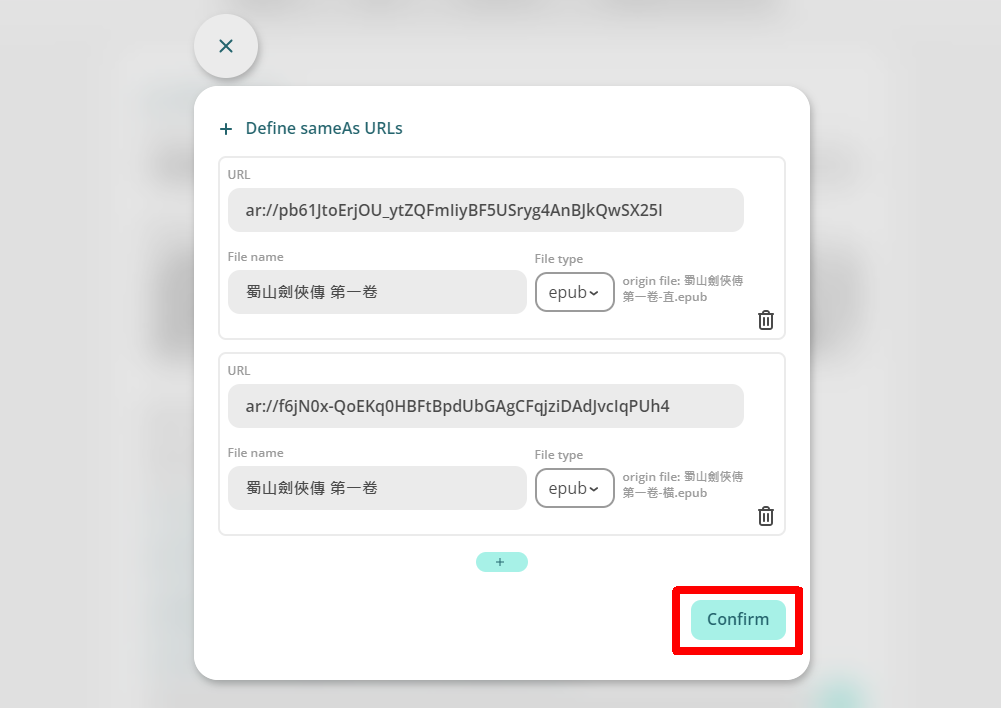 Define sameAs URLs
URL
ar://pb61JtoErjOU_ytZQFmIiyBF5USryg4AnBJkQwSX25I
File name
File type
蜀山劍俠傳 第一卷
epub
origin file: 蜀山劍俠傳
第一卷-直.epub
URL
ar://f6jN0x-QoEKq0HBFtBpdUbGAgCFqjziDAdJvcIqPUh4
File name
File type
蜀山劍俠傳 第一卷
epub
origin file: 蜀山劍俠傳
第一卷-橫.epub
Confirm